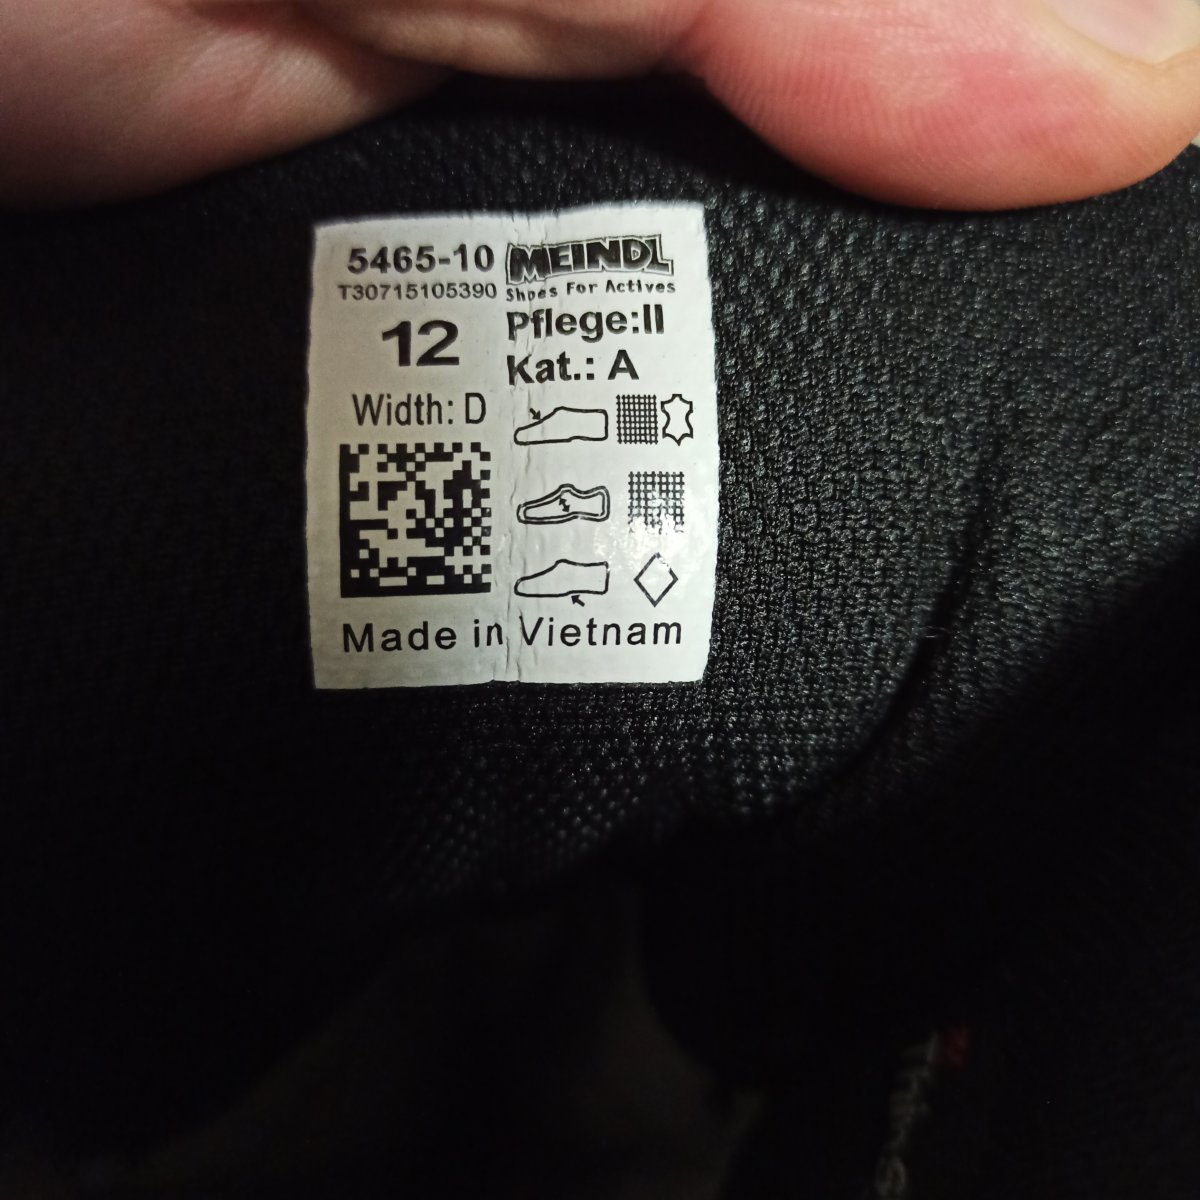 5465-10
T30715105390
12
Width: D
MEINDL
Shoes For Actives
Pflege:II
Kat.: A
Made in Vietnam